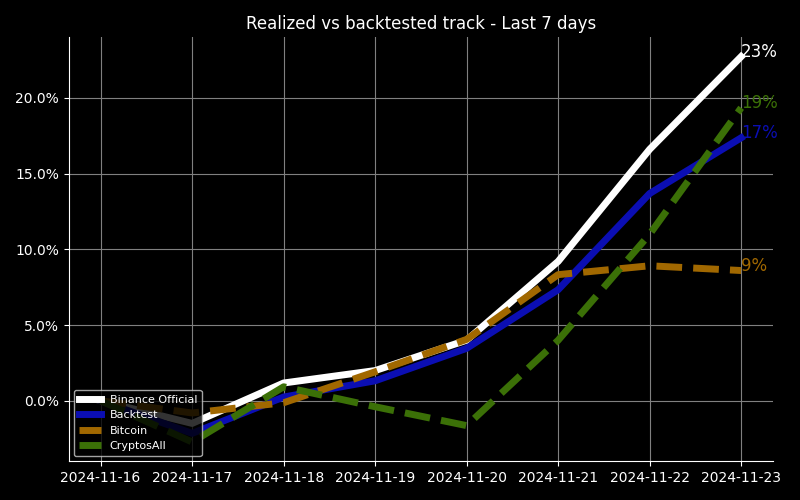 Realized vs backtested track - Last 7 days
23%
20.0%
19%
17%
15.0%
10.0%
9%
5.0%
0.0%
Binance Official
Backtest
Bitcoin
CryptosAll
2024-11-16 2024-11-17 2024-11-18 2024-11-19 2024-11-20 2024-11-21 2024-11-22 2024-11-23